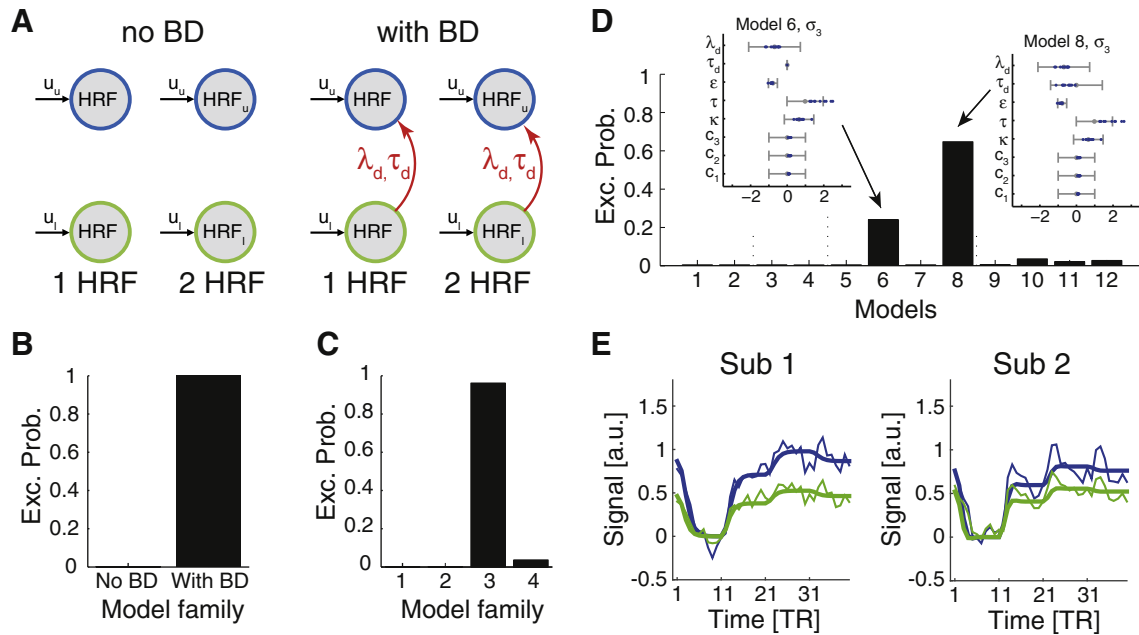 A
no BD
with BD
u_u
HRF
u_u
HRF_u
u_u
HRF
u_u
HRF_u
λ_d, τ_d
λ_d, τ_d
u_l
HRF
u_l
HRF_l
u_l
HRF
u_l
HRF_l
1 HRF
2 HRF
1 HRF
2 HRF
B
Exc. Prob.
1
0.8
0.6
0.4
0.2
0
No BD
With BD
Model family
C
Exc. Prob.
1
0.8
0.6
0.4
0.2
0
1
2
3
4
Model family
D
Exc. Prob.
1
0.8
0.6
0.4
0.2
0
1
2
3
4
5
6
7
8
9
10
11
12
Models
Model 6, σ_3
λ_d
τ_d
ε
τ
κ
c_3
c_2
c_1
−2
0
2
Model 8, σ_3
λ_d
τ_d
ε
τ
κ
c_3
c_2
c_1
−2
0
2
E
Sub 1
Signal [a.u.]
1.5
1
0.5
0
-0.5
1
11
21
31
Time [TR]
Sub 2
Signal [a.u.]
1.5
1
0.5
0
-0.5
1
11
21
31
Time [TR]